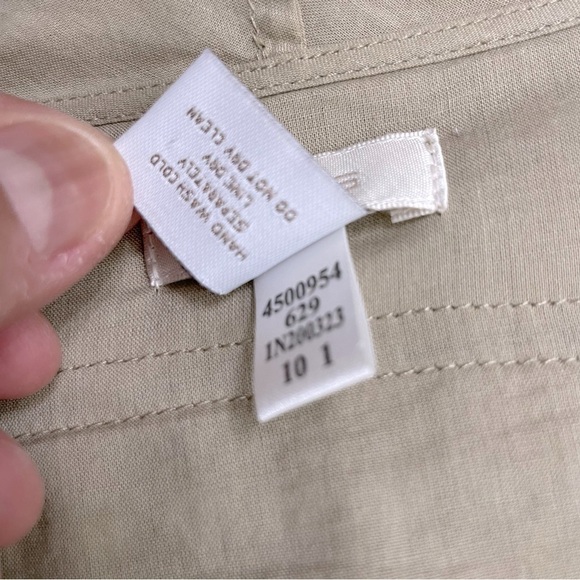 HAND WASH COLD
SEPARATELY
LINE DRY
DO NOT DRY CLEAN
4500954
629
1N200323
10 1